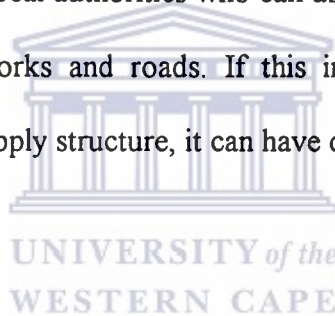 orks and roads. If this i
pply structure, it can have
UNIVERSITY of the
WESTERN CAPE